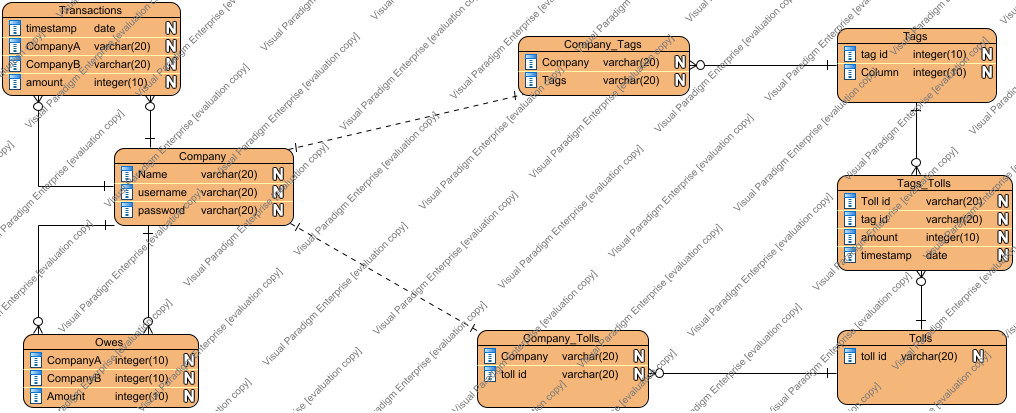 Transactions
timestamp date N
CompanyA varchar(20) N
CompanyB varchar(20) N
amount integer(10) N
Company_Tags
Company varchar(20) N
Tags varchar(20) N
Tags
tag id integer(10) N
Column integer(10) N
Company
Name varchar(20) N
username varchar(20) N
password varchar(20) N
Tags_Tolls
Toll id varchar(20) N
tag id varchar(20) N
amount integer(10) N
timestamp date N
Owes
CompanyA integer(10) N
CompanyB integer(10) N
Amount integer(10) N
Company_Tolls
Company varchar(20) N
toll id varchar(20) N
Tolls
toll id varchar(20) N
Visual Paradigm Enterprise [evaluation copy]